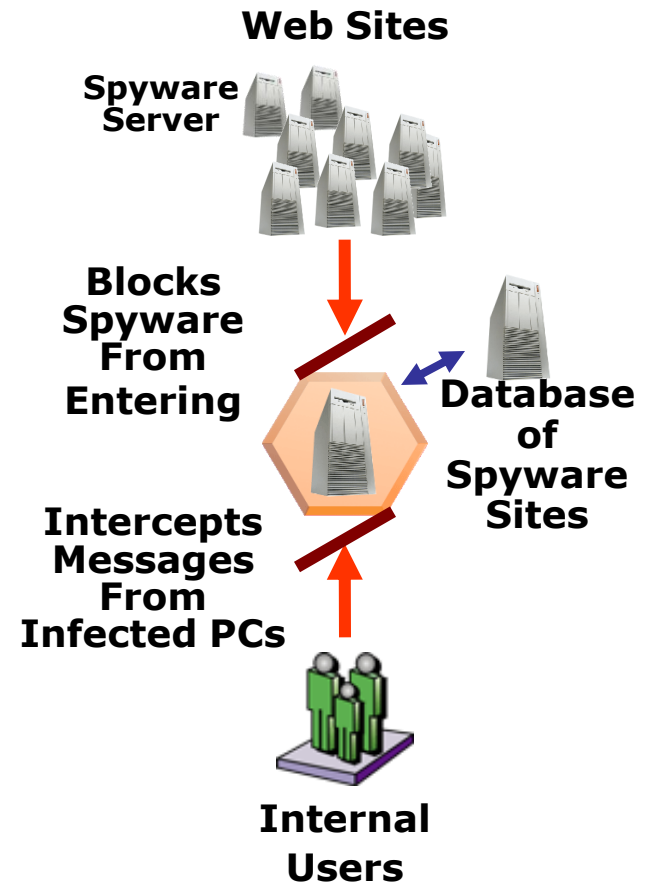 Web Sites
Spyware
Server
Blocks
Spyware
From
Entering
Database
of
Spyware
Sites
Intercepts
Messages
From
Infected PCs
Internal
Users